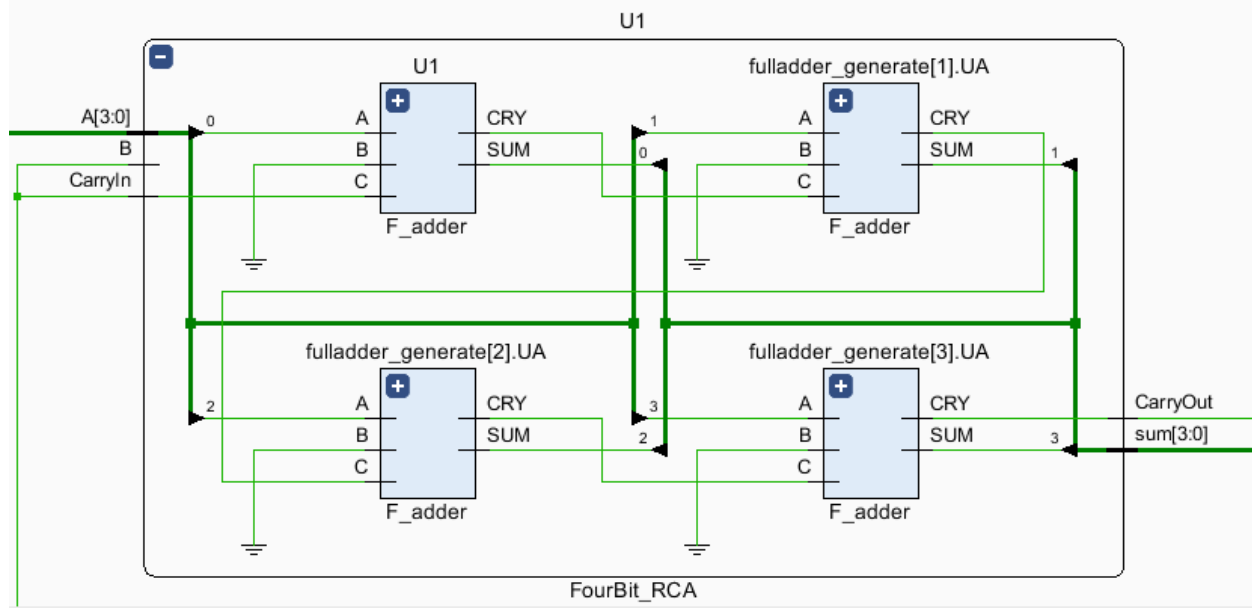 U1
U1
fulladder_generate[1].UA
A[3:0]
0
A
CRY
1
A
CRY
B
B
SUM
0
B
SUM
1
CarryIn
C
C
F_adder
F_adder
fulladder_generate[2].UA
fulladder_generate[3].UA
2
A
CRY
3
A
CRY
CarryOut
B
SUM
2
B
SUM
3
sum[3:0]
C
C
F_adder
F_adder
FourBit_RCA